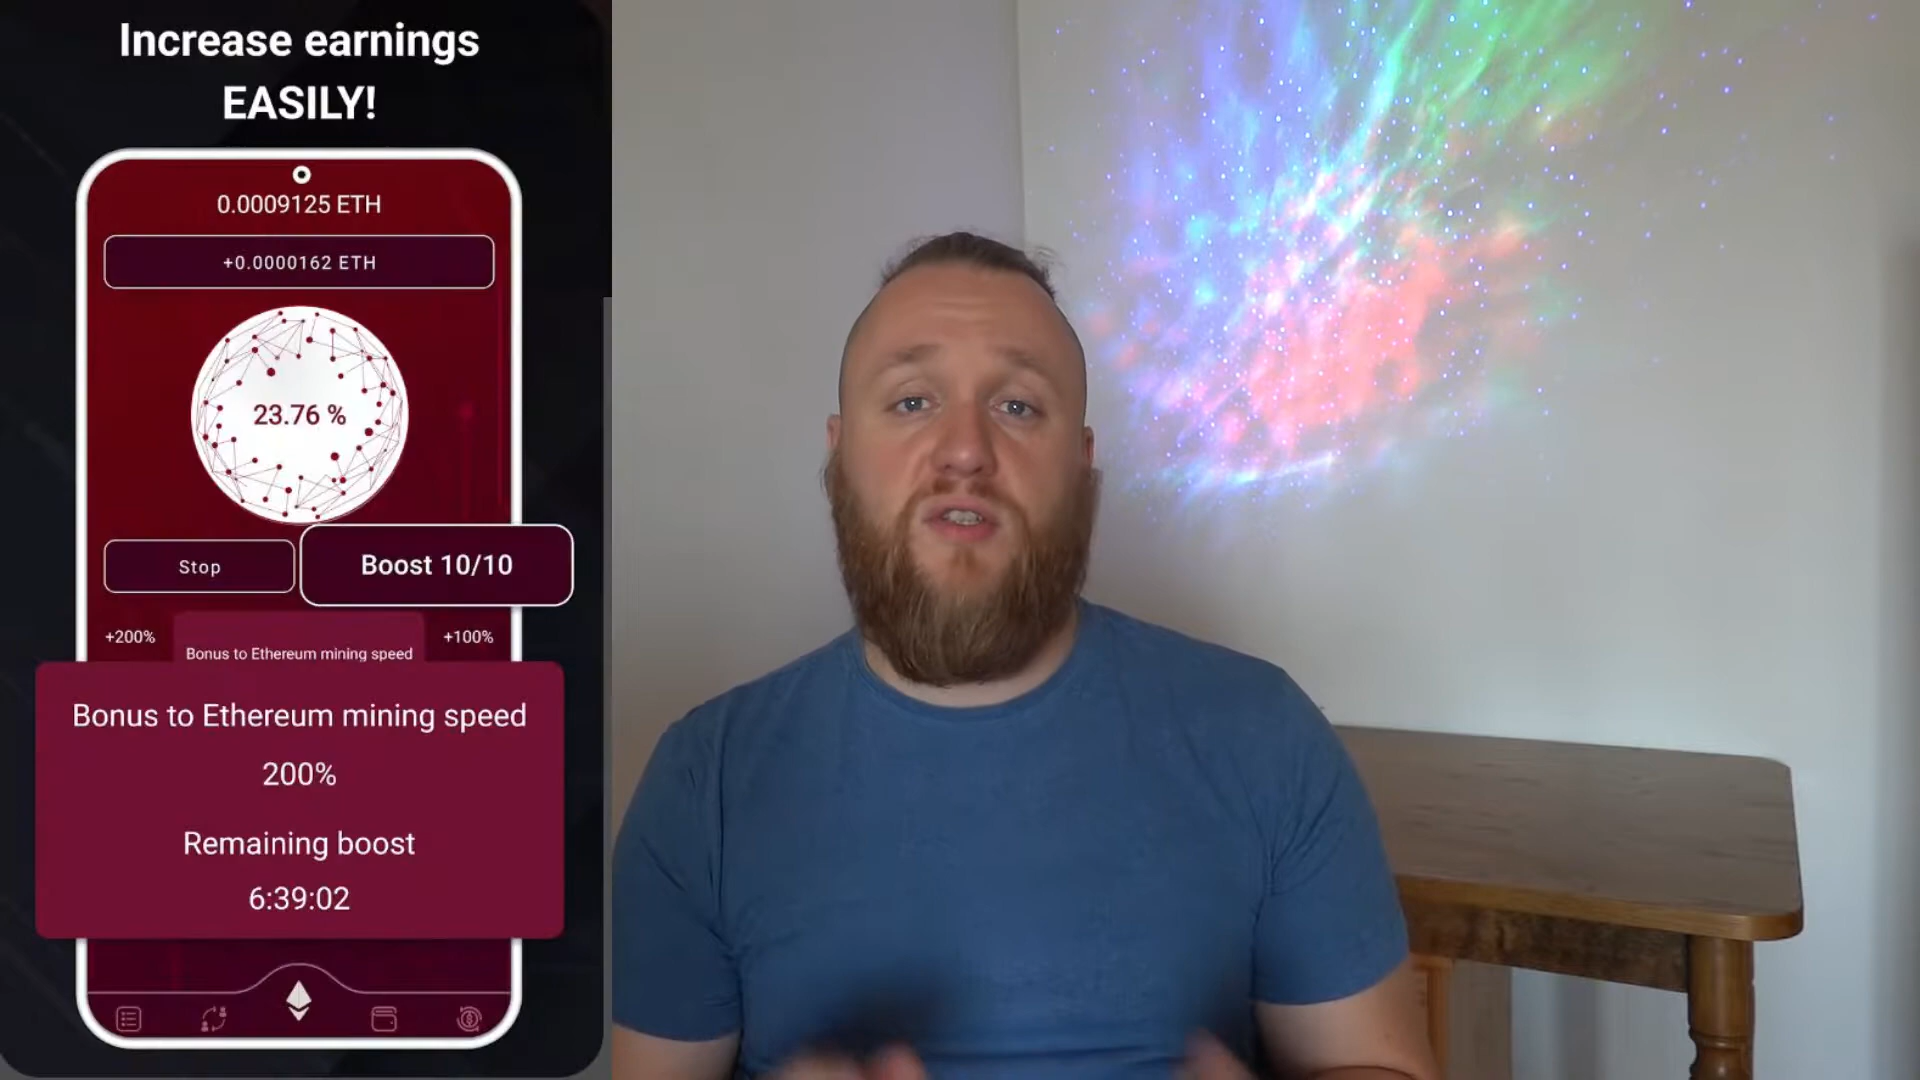 Increase earnings
EASILY!
0.0009125 ETH
+0.0000162 ETH
23.76 %
Stop
Boost 10/10
+200%
+100%
Bonus to Ethereum mining speed
Bonus to Ethereum mining speed
200%
Remaining boost
6:39:02